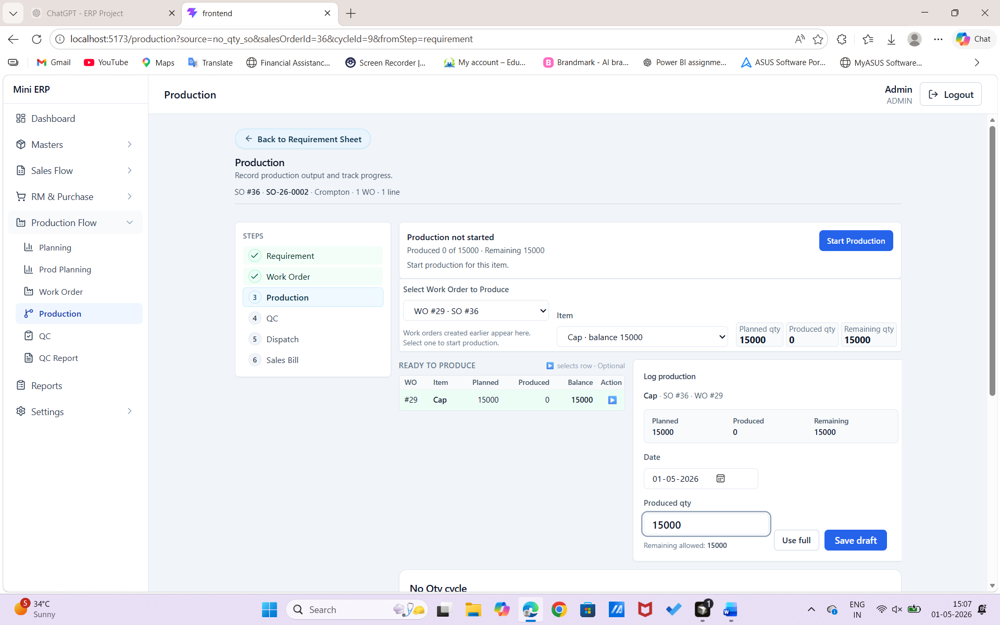 ChatGPT - ERP Project
frontend
localhost:5173/production?source=no_qty_so&salesOrderId=36&cycleId=9&fromStep=requirement
Chat
Gmail
YouTube
Maps
Translate
Financial Assistanc...
Screen Recorder |...
My account – Edu...
Brandmark - AI bra...
Power BI assignme...
ASUS Software Por...
MyASUS Software...
Mini ERP
Dashboard
Masters
Sales Flow
RM & Purchase
Production Flow
Planning
Prod Planning
Work Order
Production
QC
QC Report
Reports
Settings
Production
Admin
ADMIN
Logout
Back to Requirement Sheet
Production
Record production output and track progress.
SO #36 · SO-26-0002 · Crompton · 1 WO · 1 line
STEPS
Requirement
Work Order
3 Production
4 QC
5 Dispatch
6 Sales Bill
Production not started
Produced 0 of 15000 · Remaining 15000
Start production for this item.
Start Production
Select Work Order to Produce
WO #29 · SO #36
Work orders created earlier appear here.
Select one to start production.
Item
Cap · balance 15000
Planned qty
15000
Produced qty
0
Remaining qty
15000
READY TO PRODUCE
selects row · Optional
WO Item Planned Produced Balance Action
#29 Cap 15000 0 15000
Log production
Cap · SO #36 · WO #29
Planned Produced Remaining
15000 0 15000
Date
01-05-2026
Produced qty
15000
Remaining allowed: 15000
Use full
Save draft
No Qty cycle
5
34°C
Sunny
Search
1
ENG
IN
15:07
01-05-2026